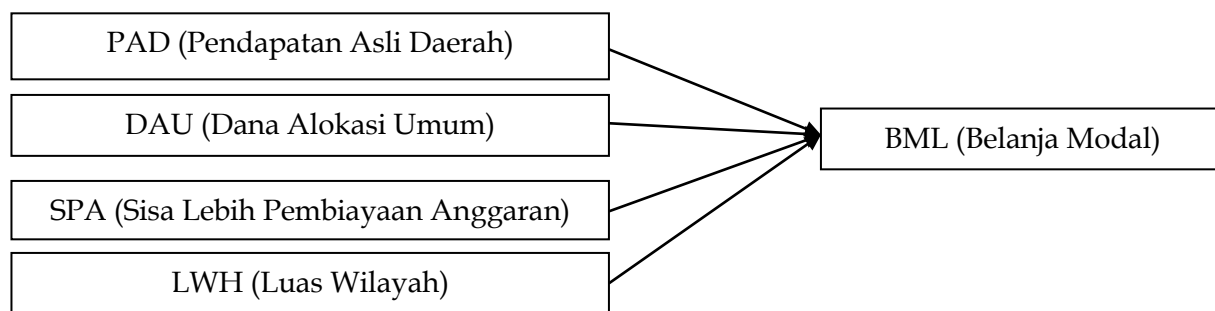 PAD (Pendapatan Asli Daerah)
DAU (Dana Alokasi Umum)
SPA (Sisa Lebih Pembiayaan Anggaran)
LWH (Luas Wilayah)
BML (Belanja Modal)